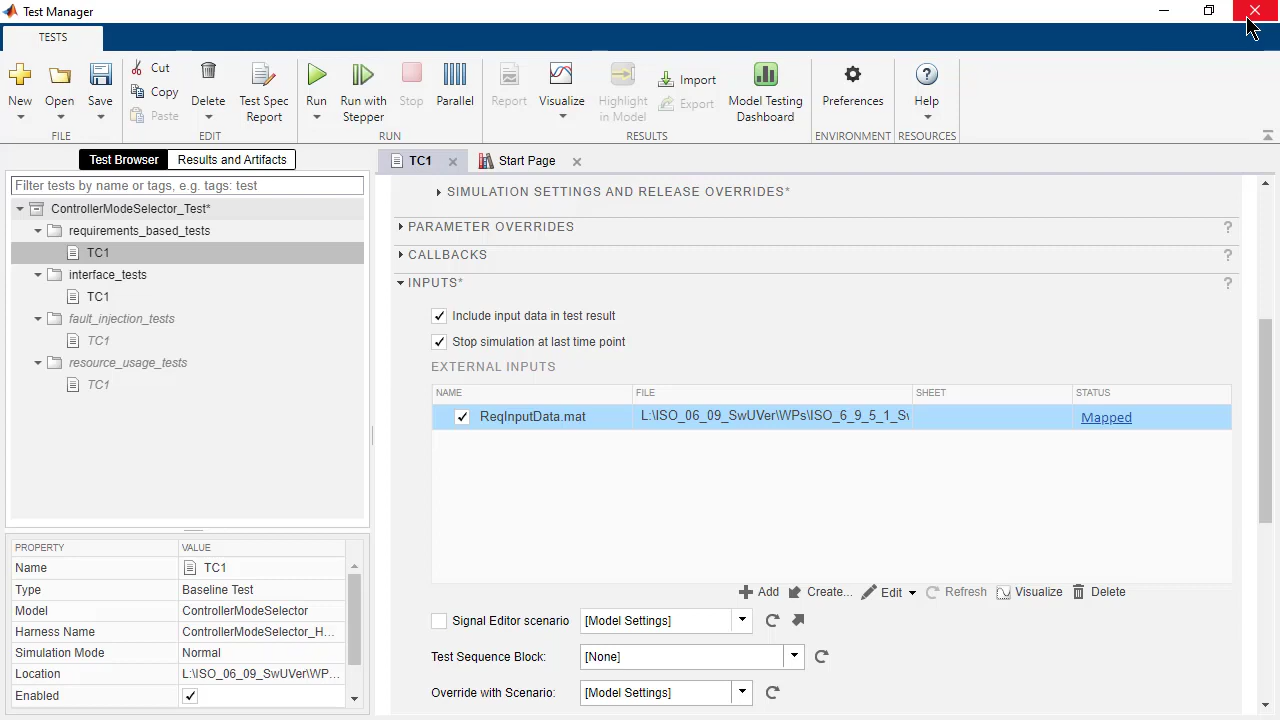 Test Manager
TESTS
New
Open
Save
FILE
Cut
Copy
Paste
Delete
Test Spec
Report
EDIT
Run
Run with
Stepper
Stop
Parallel
RUN
Report
Visualize
Highlight
in Model
Import
Export
Model Testing
Dashboard
RESULTS
Preferences
ENVIRONMENT
Help
RESOURCES
Test Browser
Results and Artifacts
Filter tests by name or tags, e.g. tags: test
ControllerModeSelector_Test*
requirements_based_tests
TC1
interface_tests
TC1
fault_injection_tests
TC1
resource_usage_tests
TC1
PROPERTY VALUE
Name TC1
Type Baseline Test
Model ControllerModeSelector
Harness Name ControllerModeSelector_H...
Simulation Mode Normal
Location L:\ISO_06_09_SwUVer\WP...
Enabled
TC1
Start Page
SIMULATION SETTINGS AND RELEASE OVERRIDES*
PARAMETER OVERRIDES ?
CALLBACKS ?
INPUTS* ?
Include input data in test result
Stop simulation at last time point
EXTERNAL INPUTS
NAME FILE SHEET STATUS
ReqInputData.mat L:\ISO_06_09_SwUVer\WPs\ISO_6_9_5_1_Sw Mapped
Add Create... Edit Refresh Visualize Delete
Signal Editor scenario [Model Settings]
Test Sequence Block: [None]
Override with Scenario: [Model Settings]